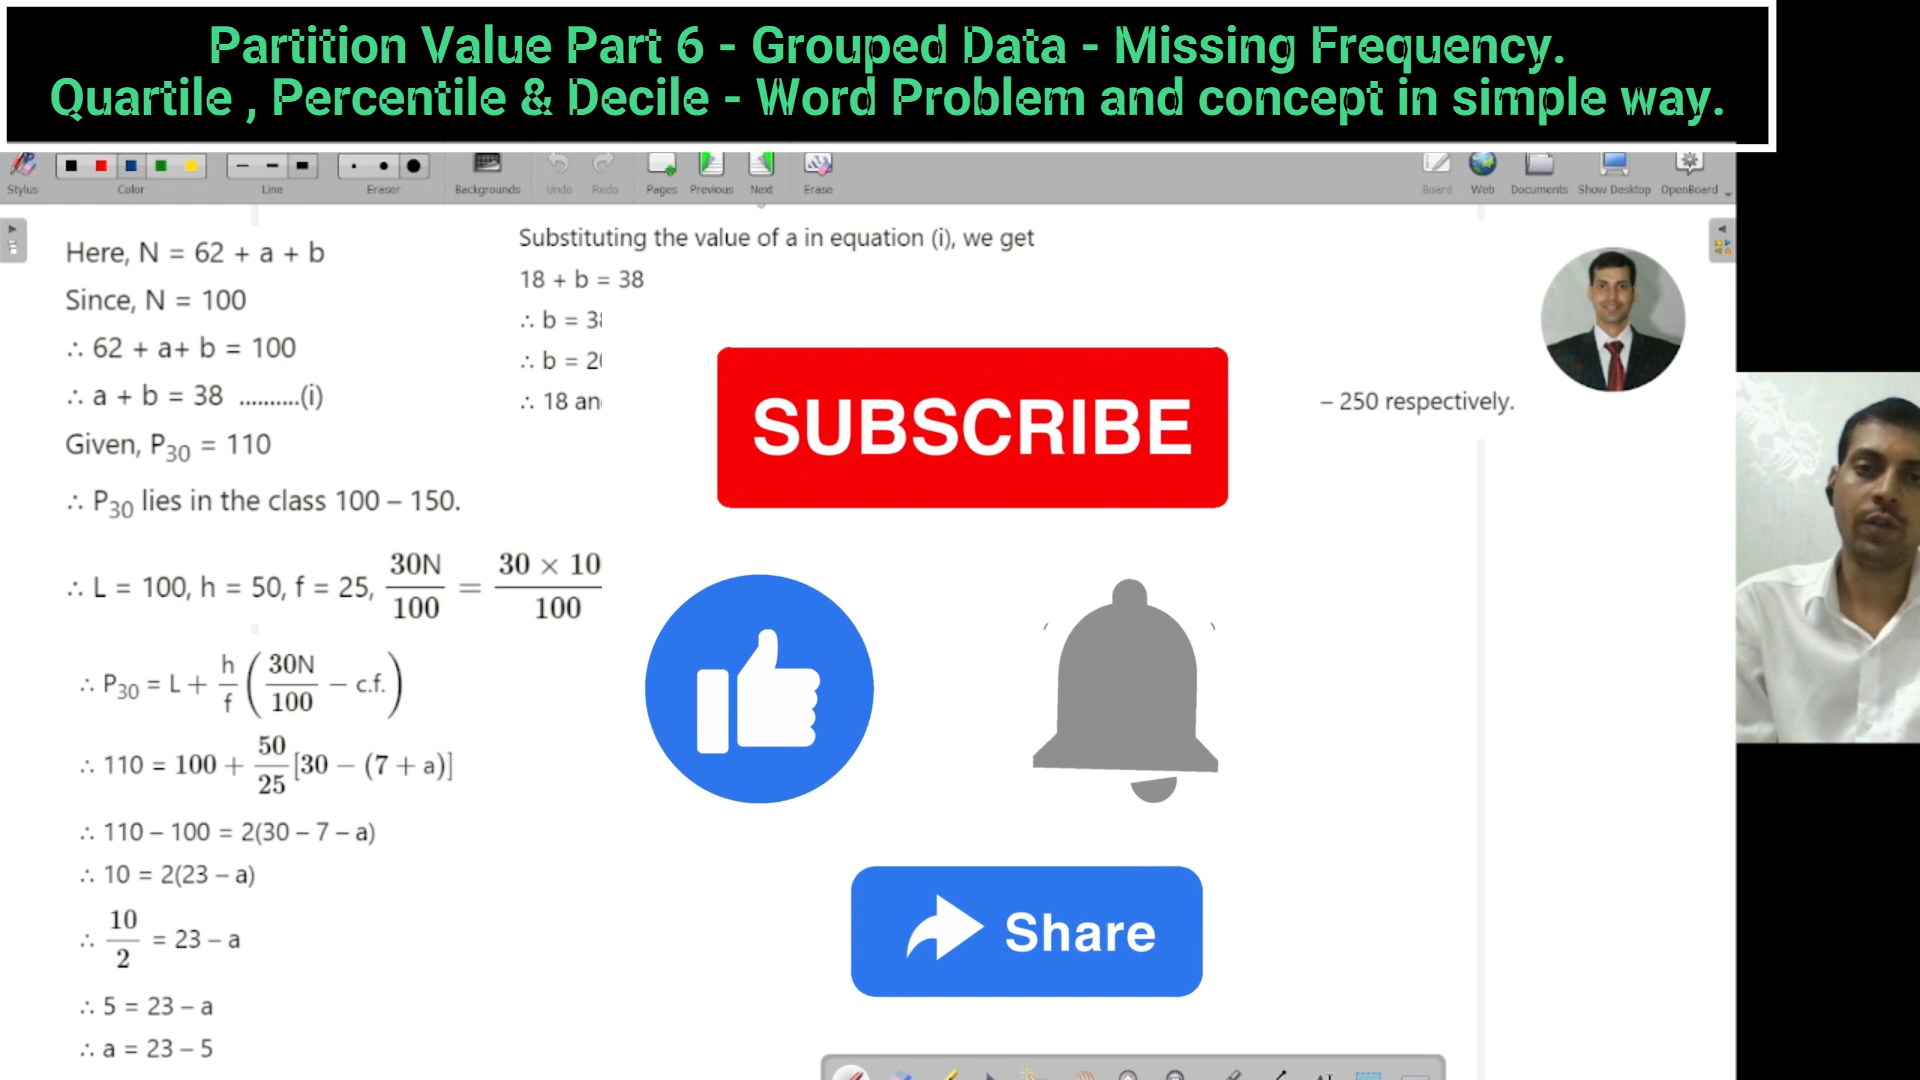 Partition Value Part 6 - Grouped Data - Missing Frequency.
Quartile , Percentile & Decile - Word Problem and concept in simple way.
Stylus Color Line Eraser Backgrounds Undo Redo Pages Previous Next Erase Board Web Documents Show Desktop OpenBoard
Here, N = 62 + a + b
Since, N = 100
∴ 62 + a+ b = 100
∴ a + b = 38 ..........(i)
Given, P30 = 110
∴ P30 lies in the class 100 – 150.
∴ L = 100, h = 50, f = 25, 30N/100 = 30 × 10/100
∴ P30 = L + h/f (30N/100 − c.f.)
∴ 110 = 100 + 50/25 [30 − (7 + a)]
∴ 110 – 100 = 2(30 – 7 – a)
∴ 10 = 2(23 – a)
∴ 10/2 = 23 – a
∴ 5 = 23 – a
∴ a = 23 – 5
Substituting the value of a in equation (i), we get
18 + b = 38
∴ b = 3
∴ b = 2
∴ 18 an
– 250 respectively.
SUBSCRIBE
Share